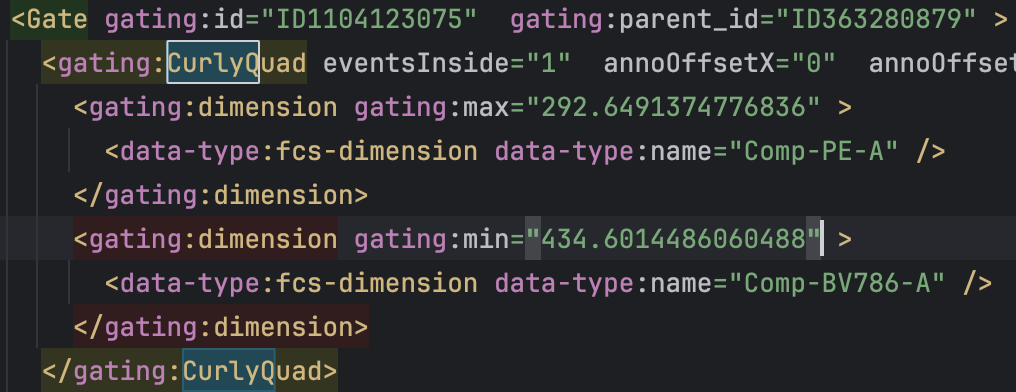 <Gate gating:id="ID1104123075"  gating:parent_id="ID363280879" >
<gating:CurlyQuad eventsInside="1"  annoOffsetX="0"  annoOffset
<gating:dimension gating:max="292.6491374776836" >
<data-type:fcs-dimension data-type:name="Comp-PE-A" />
</gating:dimension>
<gating:dimension gating:min="434.6014486060488" >
<data-type:fcs-dimension data-type:name="Comp-BV786-A" />
</gating:dimension>
</gating:CurlyQuad>